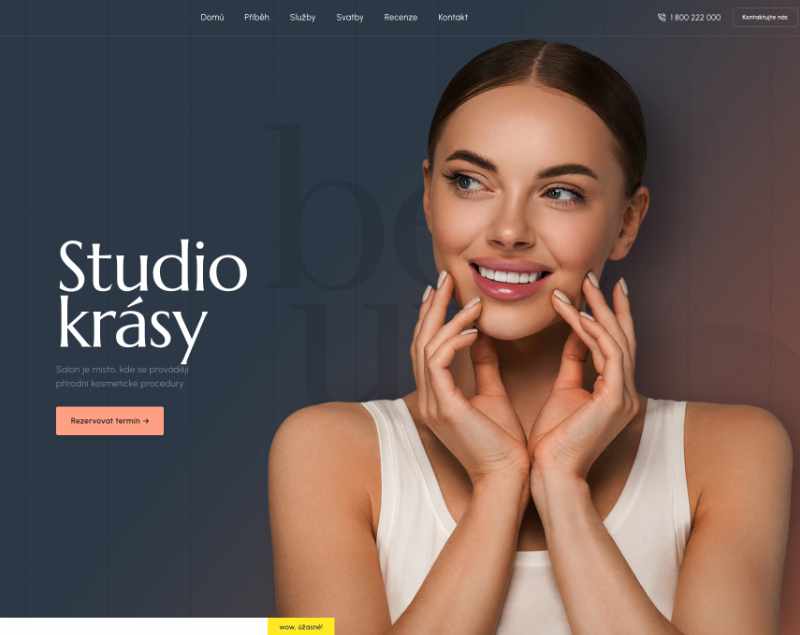 Domů Příběh Služby Svatby Recenze Kontakt 1 800 222 000 Kontaktujte nás
be
u
Studio
krásy
Salon je místo, kde se provádějí
přírodní kosmetické procedury
Rezervovat termín →
wow, úžasné!